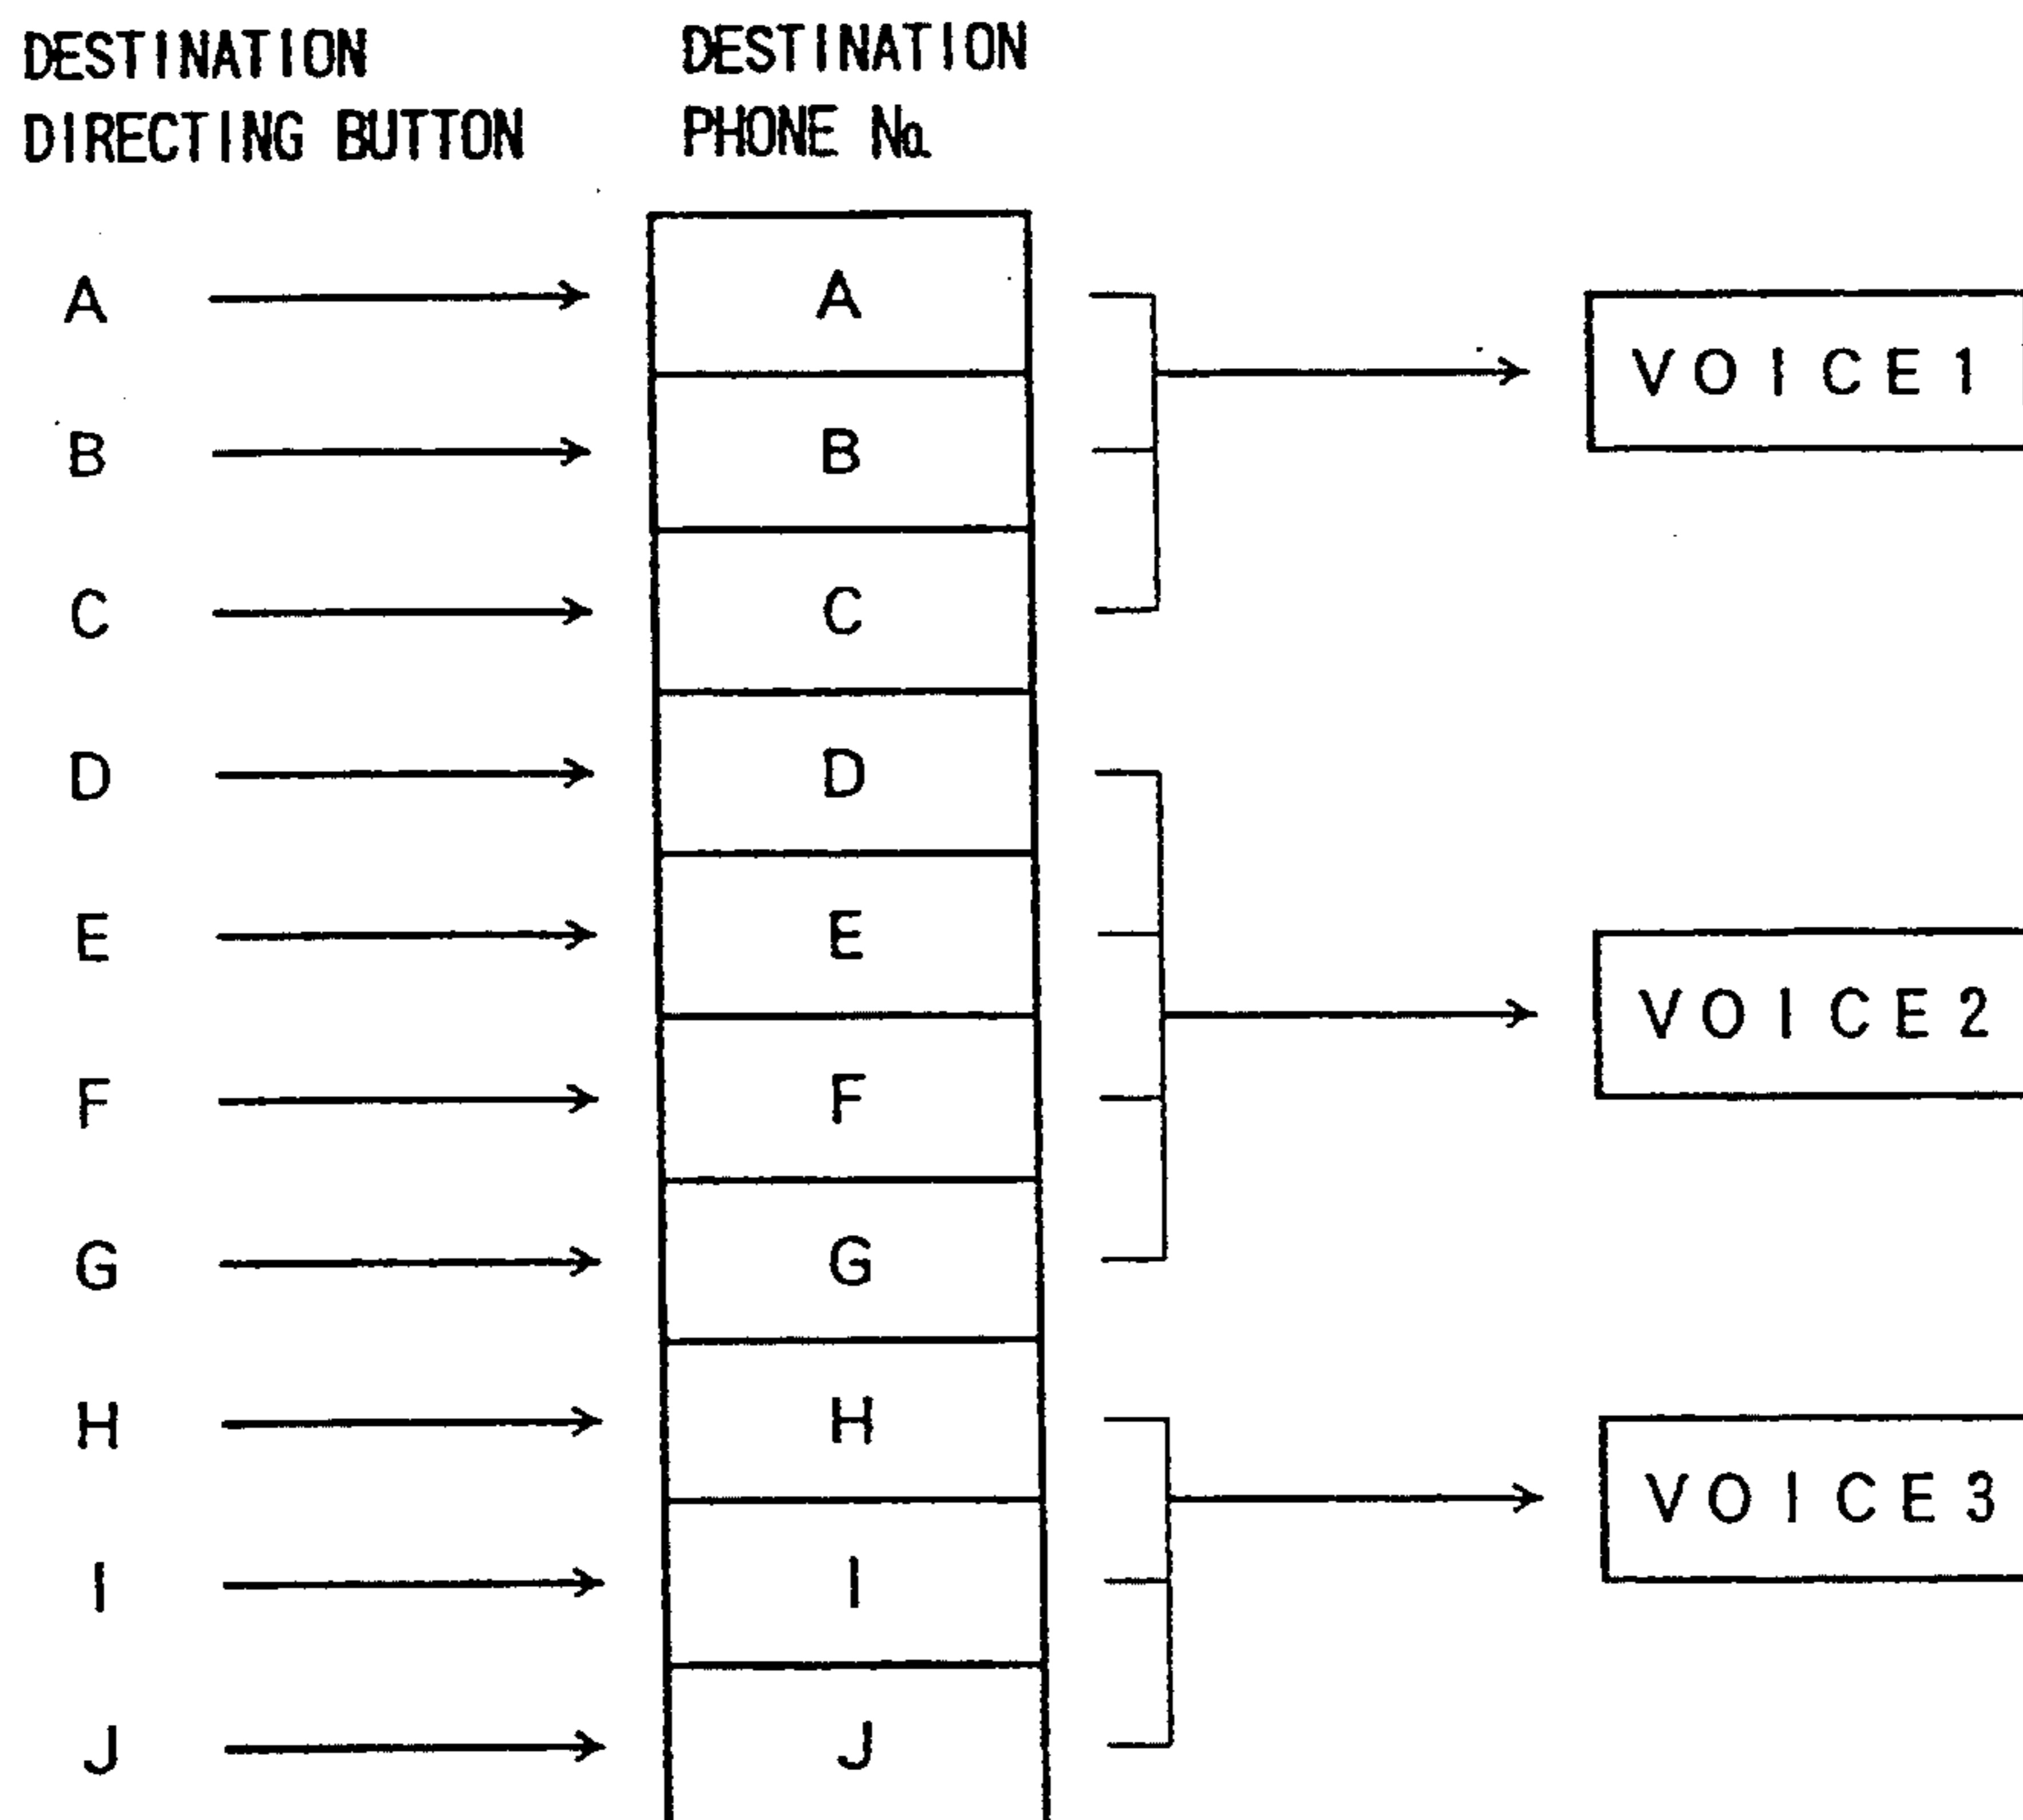 DESTINATION DIRECTING BUTTON
DESTINATION PHONE No.
A A
B B
VOICE1
C C
D D
E E
VOICE2
F F
G G
H H
VOICE3
I I
J J